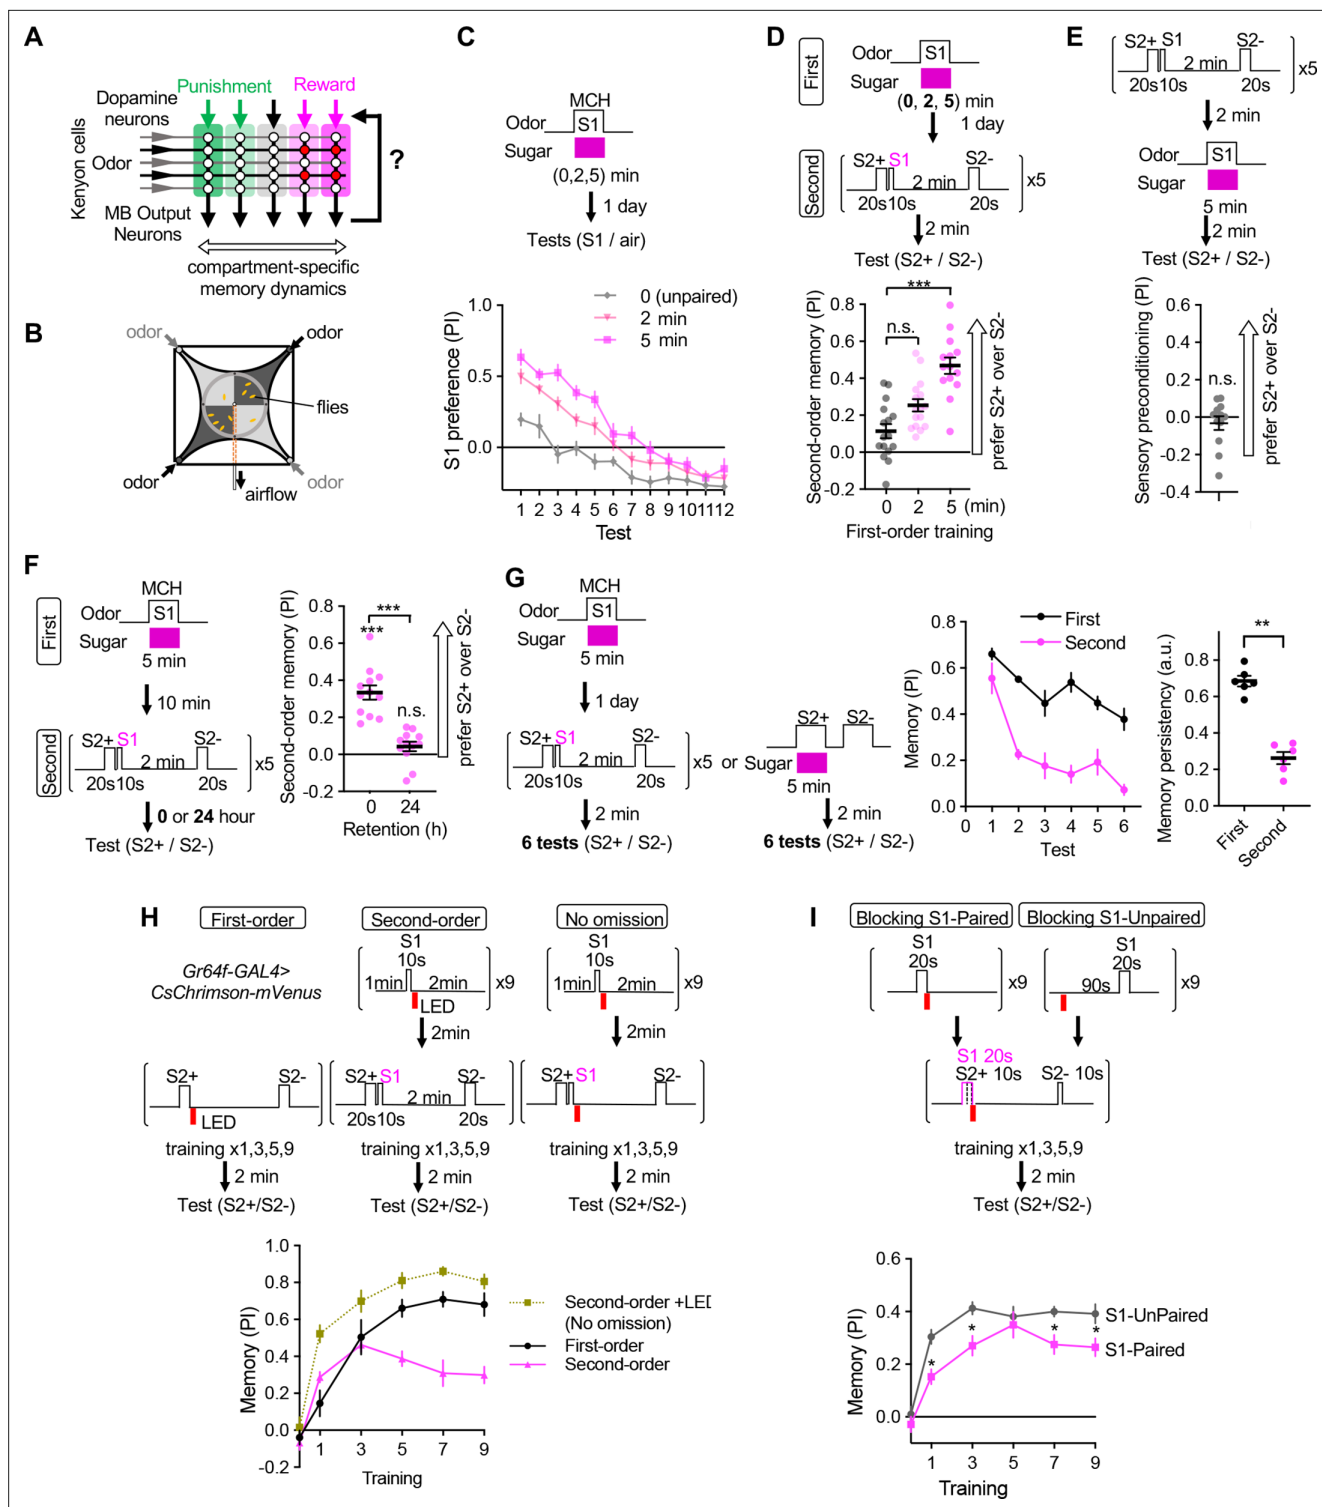 A
Punishment
Reward
Dopamine
neurons
Kenyon cells
Odor
?
MB Output
Neurons
compartment-specific
memory dynamics
B
odor
odor
flies
odor
odor
airflow
C
MCH
Odor
S1
Sugar
(0,2,5) min
1 day
Tests (S1 / air)
S1 preference (PI)
1.0
0.5
0.0
0 (unpaired)
2 min
5 min
1 2 3 4 5 6 7 8 9 10 11 12
Test
D
First
Odor
S1
Sugar
(0, 2, 5) min
1 day
Second
S2+ S1
S2-
2 min
x5
20s10s
20s
2 min
Test (S2+ / S2-)
Second-order memory (PI)
0.8
0.6
0.4
0.2
0.0
-0.2
***
n.s.
prefer S2+ over S2-
0 2 5 (min)
First-order training
E
S2+ S1
S2-
2 min
x5
20s10s
20s
2 min
Odor
S1
Sugar
5 min
2 min
Test (S2+ / S2-)
Sensory preconditioning (PI)
0.6
0.4
0.2
-0.0
-0.2
-0.4
n.s.
prefer S2+ over S2-
F
First
MCH
Odor
S1
Sugar
5 min
10 min
Second
S2+ S1
S2-
2 min
x5
20s10s
20s
0 or 24 hour
Test (S2+ / S2-)
Second-order memory (PI)
0.8
0.6
0.4
0.2
0.0
-0.2
***
***
n.s.
prefer S2+ over S2-
0 24
Retention (h)
G
MCH
Odor
S1
Sugar
5 min
1 day
S2+ S1
S2-
2 min
x5 or
20s10s
20s
2 min
6 tests (S2+ / S2-)
S2+ S2-
Sugar
5 min
2 min
6 tests (S2+ / S2-)
Memory (PI)
0.8
0.6
0.4
0.2
0.0
First
Second
0 1 2 3 4 5 6
Test
Memory persistency (a.u.)
0.8
0.6
0.4
0.2
0.0
**
First
Second
H
First-order
Second-order
No omission
Gr64f-GAL4>
CsChrimson-mVenus
S1
10s
1min
2min
x9
LED
2min
S1
10s
1min
2min
x9
2min
S2+
S2-
LED
training x1,3,5,9
2 min
Test (S2+/S2-)
S2+ S1
S2-
2 min
20s10s
20s
training x1,3,5,9
2 min
Test (S2+/S2-)
S2+ S1
S2-
training x1,3,5,9
2 min
Test (S2+/S2-)
Memory (PI)
1.0
0.8
0.6
0.4
0.2
0.0
-0.2
1 3 5 7 9
Training
Second-order +LED
(No omission)
First-order
Second-order
I
Blocking S1-Paired
Blocking S1-Unpaired
S1
20s
x9
S1
20s
90s
x9
S1 20s
S2+ 10s
S2- 10s
training x1,3,5,9
2 min
Test (S2+/S2-)
Memory (PI)
0.6
0.4
0.2
0.0
*
*
*
*
S1-UnPaired
S1-Paired
1 3 5 7 9
Training